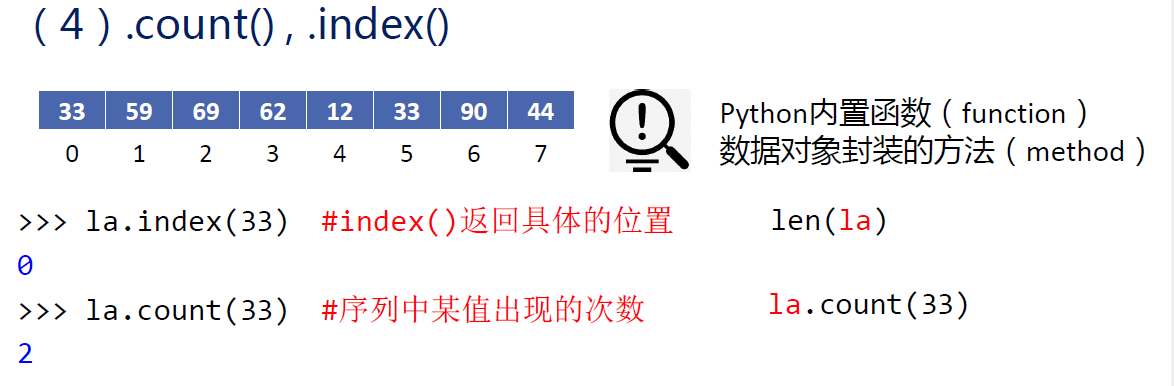 （4）.count() , .index()
33 59 69 62 12 33 90 44
0 1 2 3 4 5 6 7
Python内置函数（function）
数据对象封装的方法（method）
>>> la.index(33) #index()返回具体的位置
0
>>> la.count(33) #序列中某值出现的次数
2
len(la)
la.count(33)